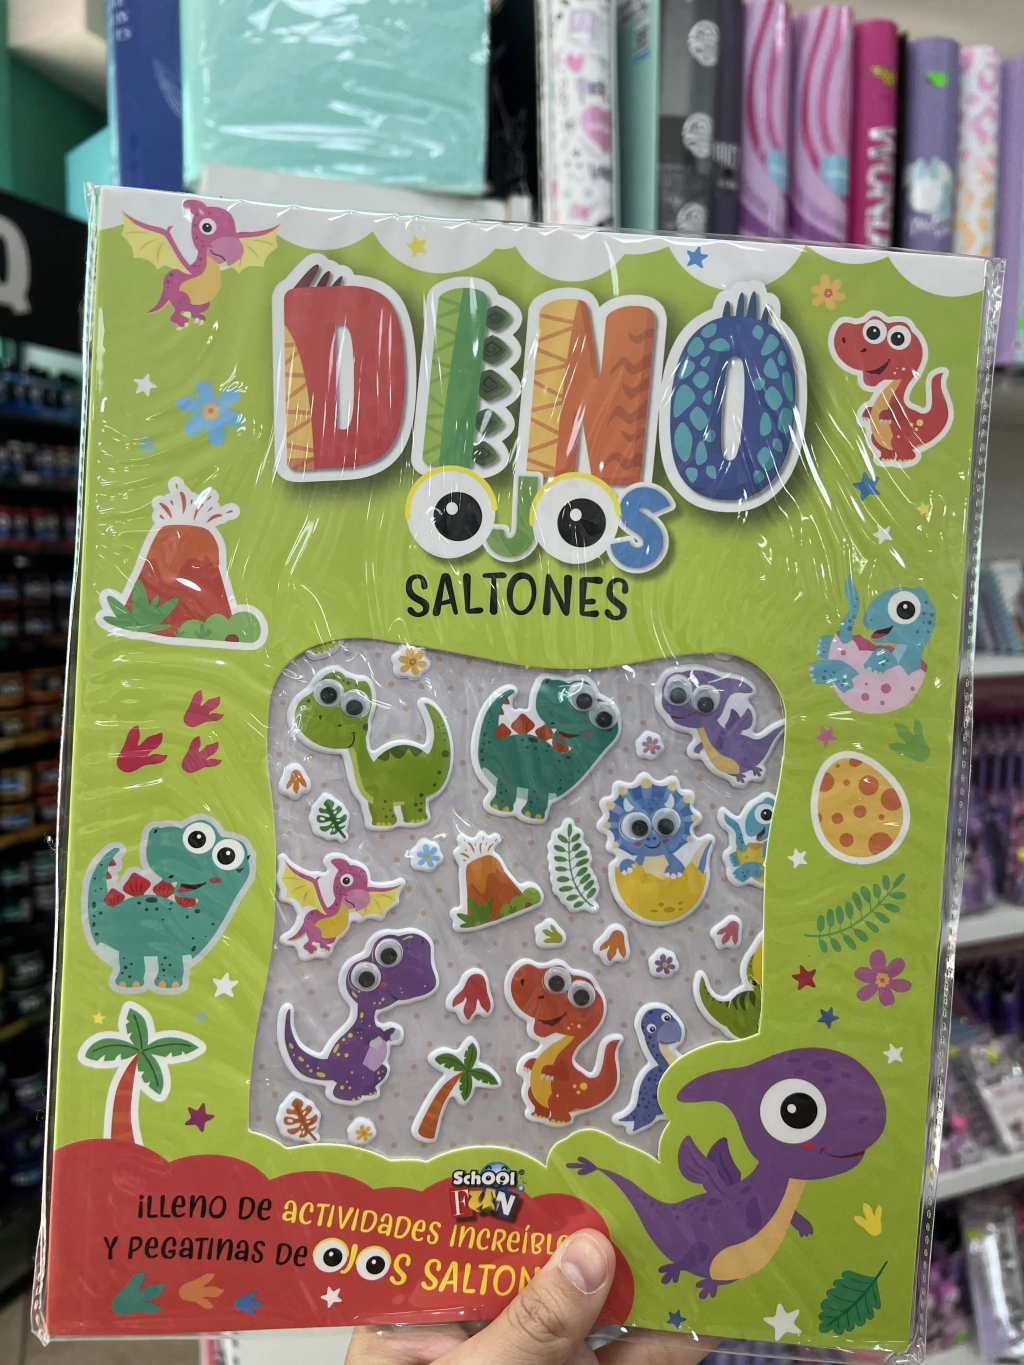 DINO
OJOS
SALTONES
SCHOOL
FUN
¡LLENO DE ACTIVIDADES
Y PEGATINAS DE OJOS